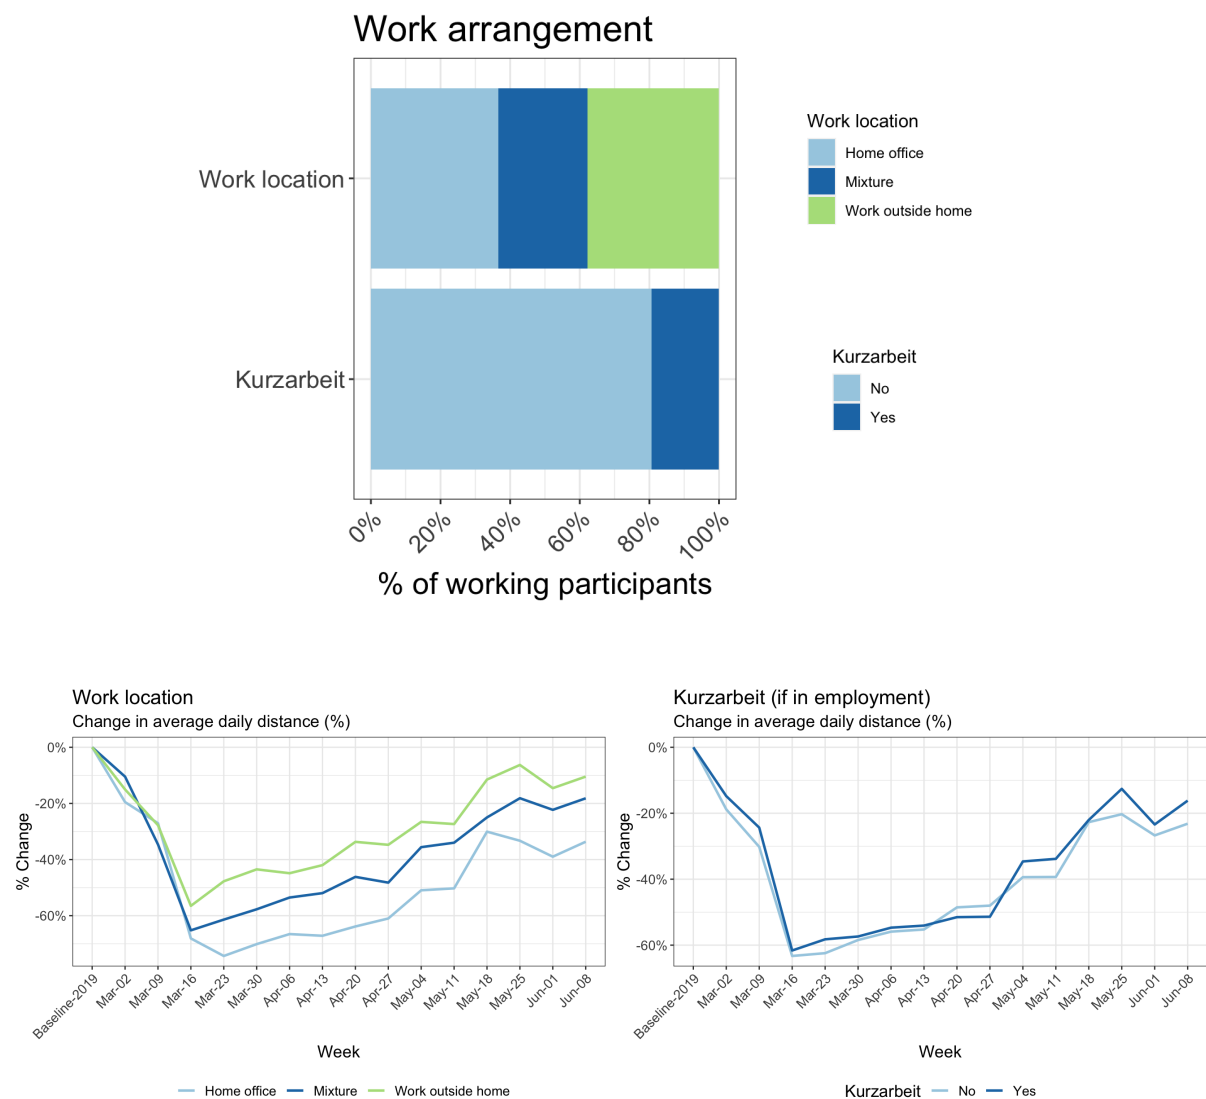 Work arrangement
Work location
Kurzarbeit
0%
20%
40%
60%
80%
100%
% of working participants
Work location
Home office
Mixture
Work outside home
Kurzarbeit
No
Yes
Work location
Change in average daily distance (%)
% Change
0%
-20%
-40%
-60%
Baseline-2019
Mar-02
Mar-09
Mar-16
Mar-23
Mar-30
Apr-06
Apr-13
Apr-20
Apr-27
May-04
May-11
May-18
May-25
Jun-01
Jun-08
Week
Home office Mixture Work outside home
Kurzarbeit (if in employment)
Change in average daily distance (%)
% Change
0%
-20%
-40%
-60%
Baseline-2019
Mar-02
Mar-09
Mar-16
Mar-23
Mar-30
Apr-06
Apr-13
Apr-20
Apr-27
May-04
May-11
May-18
May-25
Jun-01
Jun-08
Week
Kurzarbeit No Yes